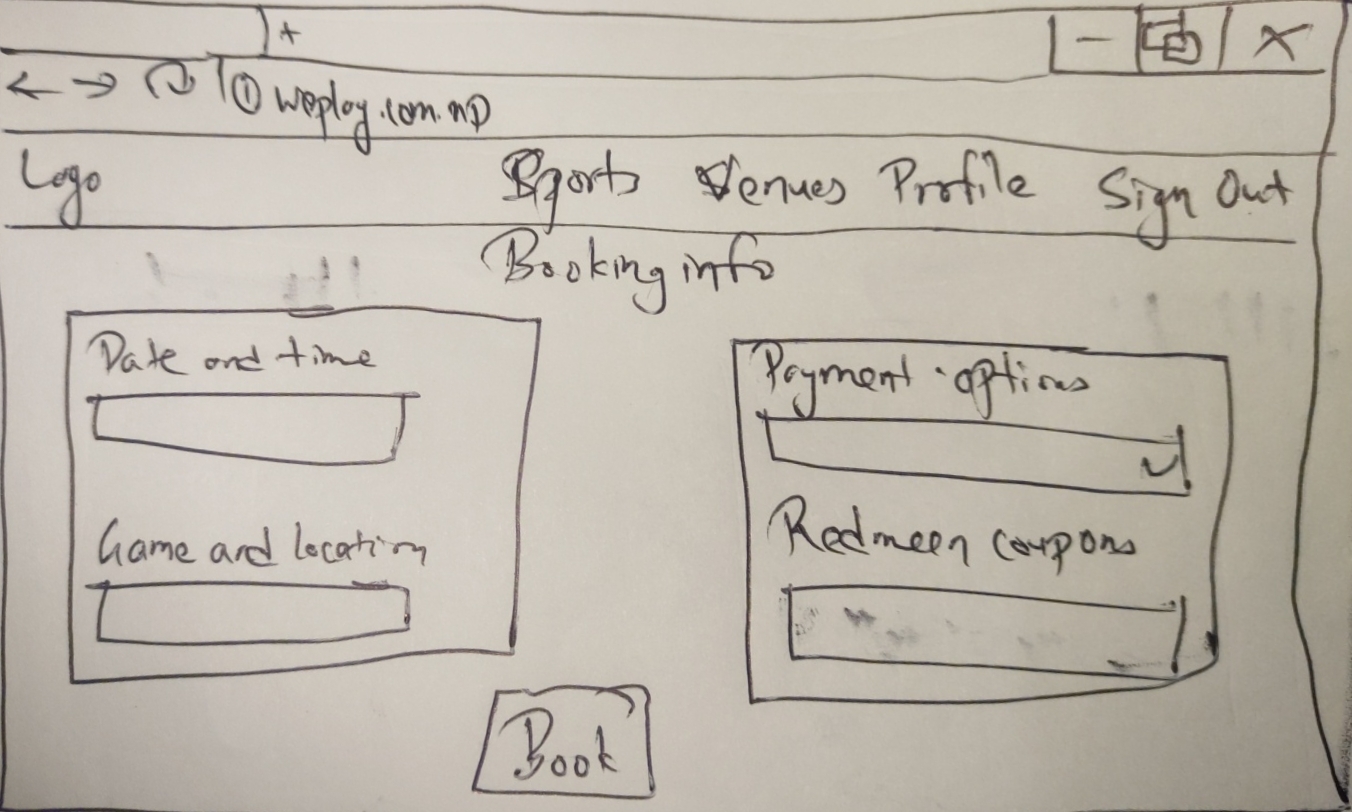 +
- X
weplay.com.np
Logo Sports Venues Profile Sign Out
Booking info
Date and time
Payment options
Game and location
Redmeen coupons
Book